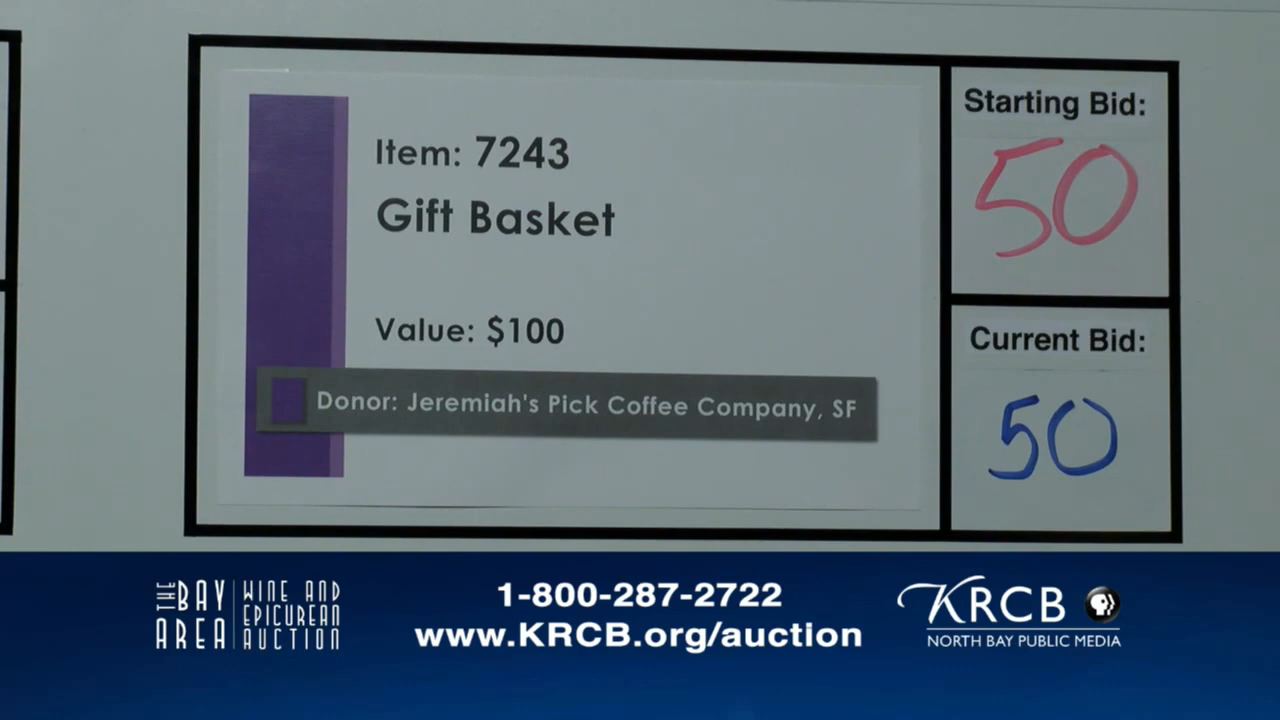 Item: 7243
Gift Basket
Value: $100
Donor: Jeremiah's Pick Coffee Company, SF
Starting Bid:
50
Current Bid:
50
THE BAY AREA
WINE AND EPICUREAN AUCTION
1-800-287-2722
www.KRCB.org/auction
KRCB
NORTH BAY PUBLIC MEDIA